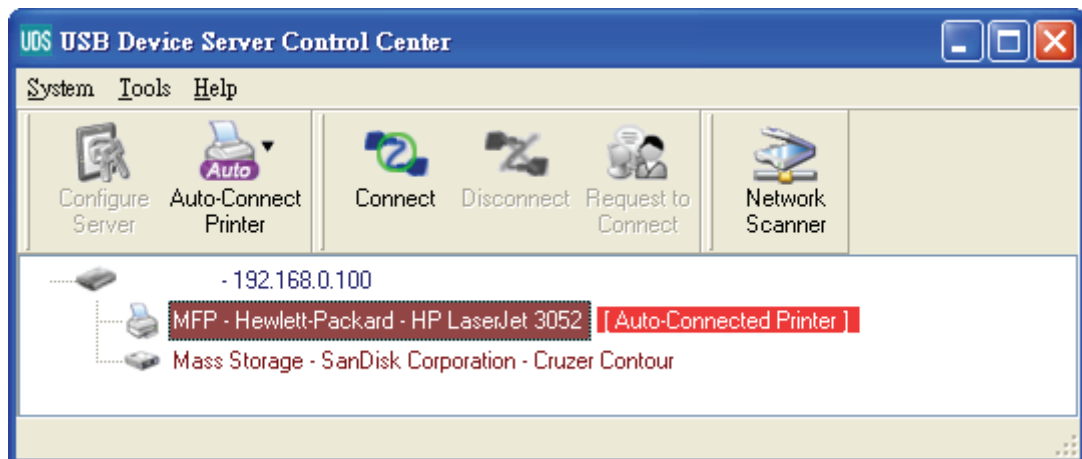 UDS USB Device Server Control Center
System Tools Help
Auto
Configure Server
Auto-Connect Printer
Connect
Disconnect
Request to Connect
Network Scanner
- 192.168.0.100
MFP - Hewlett-Packard - HP LaserJet 3052 [ Auto-Connected Printer ]
Mass Storage - SanDisk Corporation - Cruzer Contour